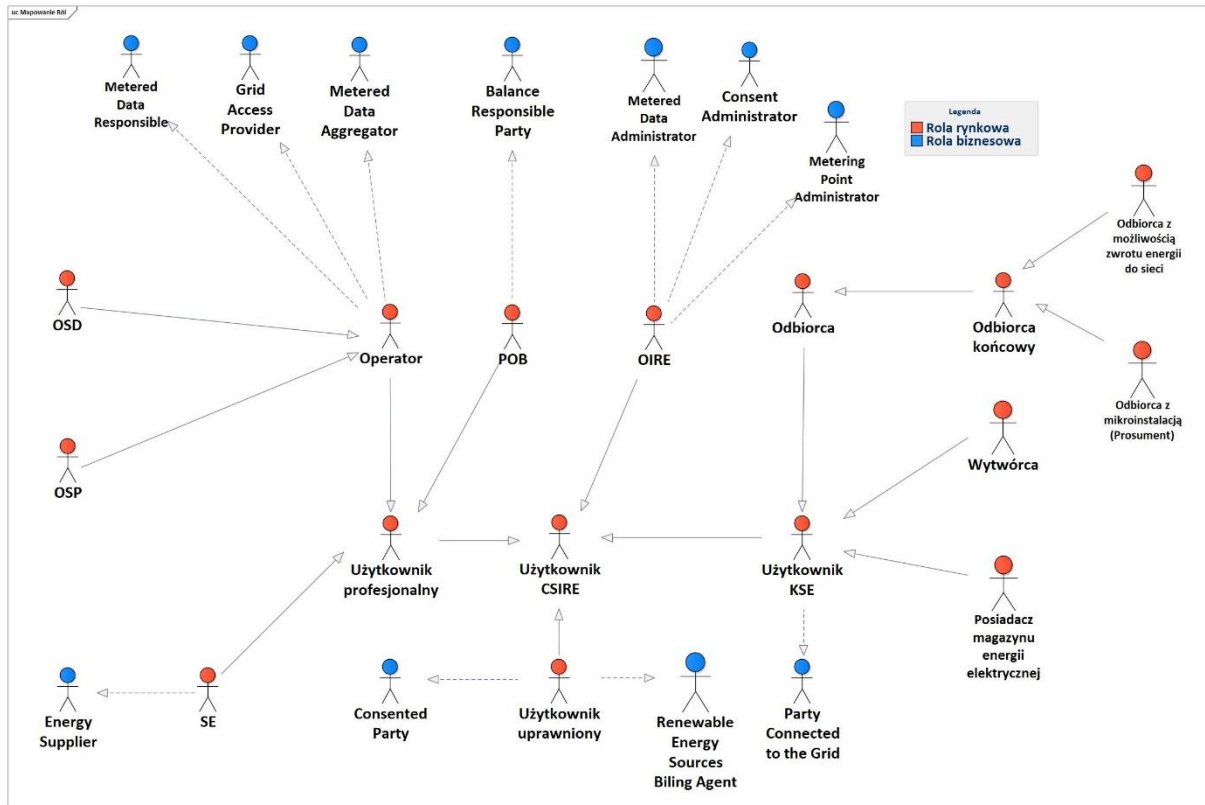 uc Mapowanie Ról
Metered
Data
Responsible
Grid
Access
Provider
Metered
Data
Aggregator
Balance
Responsible
Party
Metered
Data
Administrator
Consent
Administrator
Metering
Point
Administrator
Legenda
Rola rynkowa
Rola biznesowa
Odbiorca z
możliwością
zwrotu energii
do sieci
OSD
Operator
POB
OIRE
Odbiorca
Odbiorca
końcowy
Odbiorca z
mikroinstalacją
(Prosument)
OSP
Wytwórca
Użytkownik
profesjonalny
Użytkownik
CSIRE
Użytkownik
KSE
Posiadacz
magazynu
energii
elektrycznej
Energy
Supplier
SE
Consented
Party
Użytkownik
uprawniony
Renewable
Energy
Sources
Biling Agent
Party
Connected
to the Grid